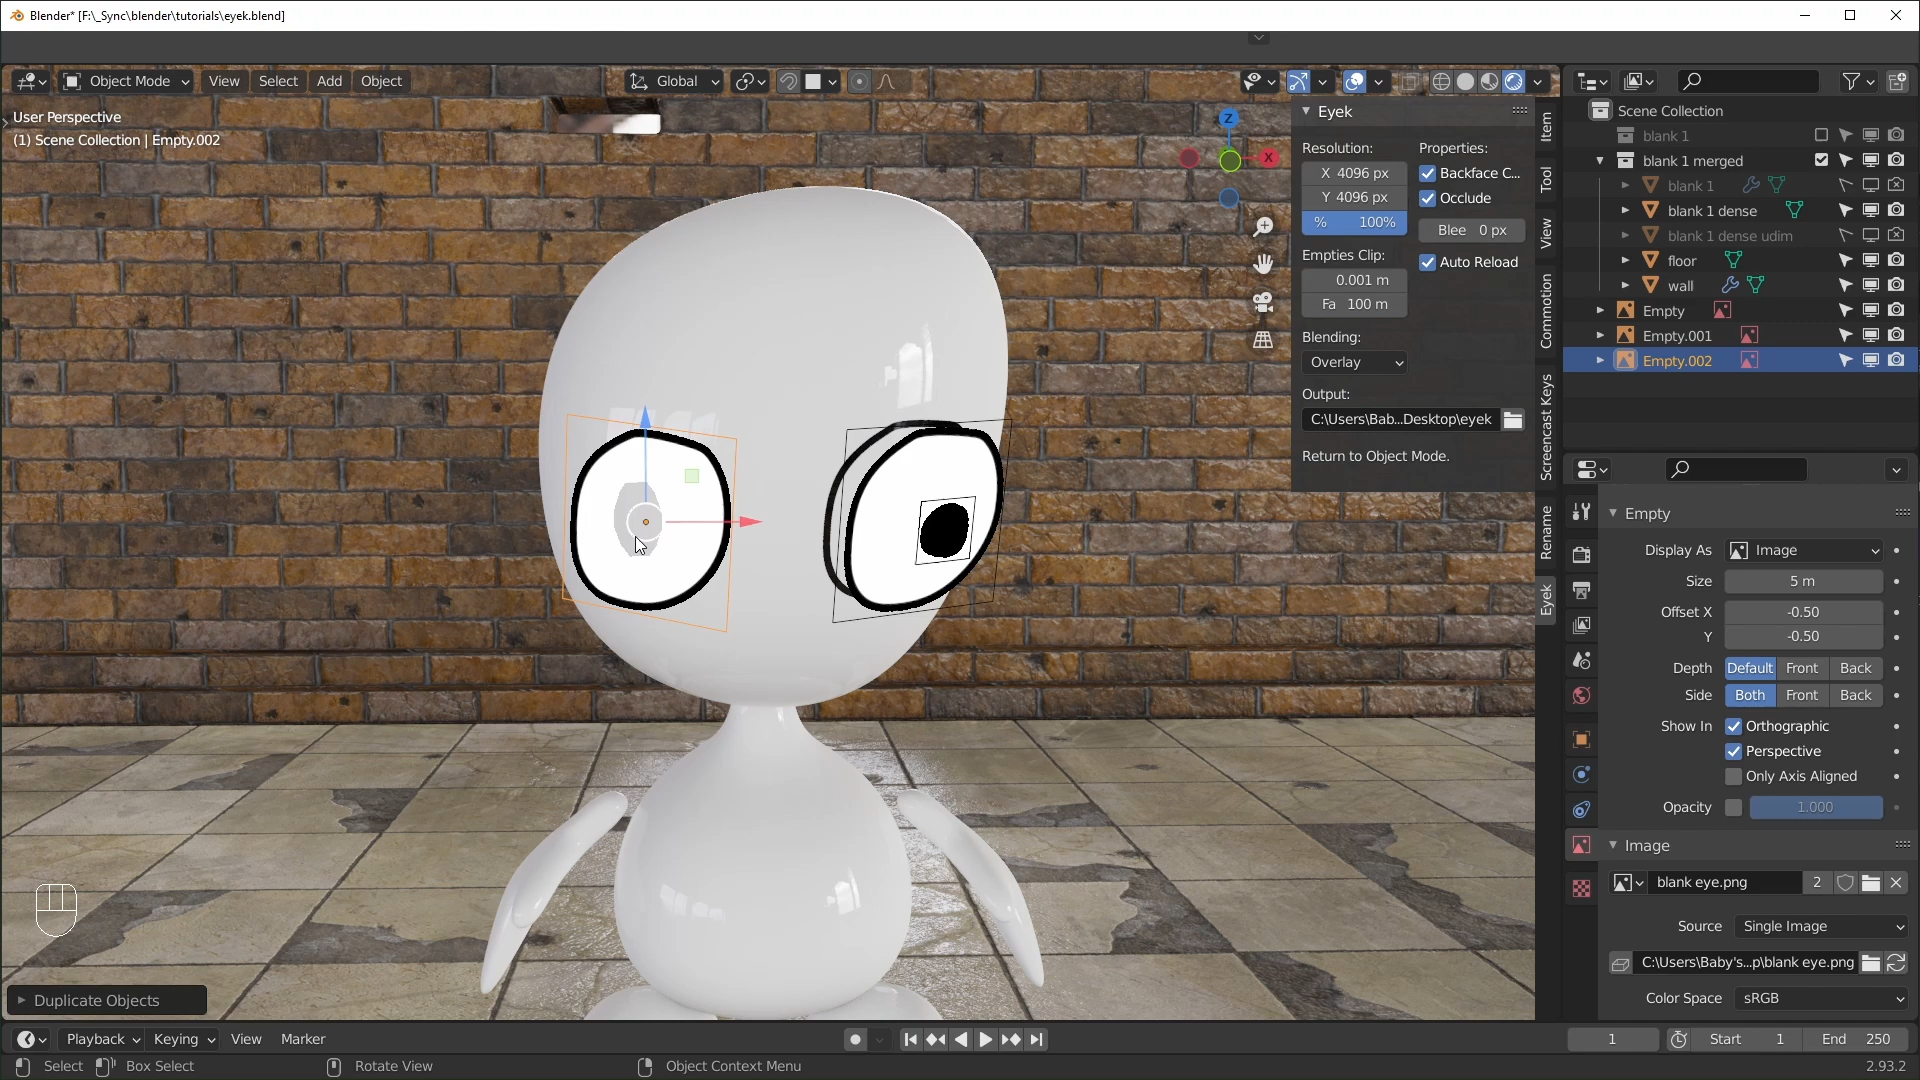 Blender* [F:\_Sync\blender\tutorials\eyek.blend]
Object Mode View Select Add Object Global
User Perspective
(1) Scene Collection | Empty.002
Z
X
Eyek
Resolution: Properties:
X 4096 px Backface C...
Y 4096 px Occlude
% 100% Blee 0 px
Empties Clip: Auto Reload
0.001 m
Fa 100 m
Blending:
Overlay
Output:
C:\Users\Bab...Desktop\eyek
Return to Object Mode.
Item
Tool
View
Commotion
Screencast Keys
Rename
Eyek
Scene Collection
blank 1
blank 1 merged
blank 1
blank 1 dense
blank 1 dense udim
floor
wall
Empty
Empty.001
Empty.002
Empty
Display As Image
Size 5 m
Offset X -0.50
Y -0.50
Depth Default Front Back
Side Both Front Back
Show In Orthographic
Perspective
Only Axis Aligned
Opacity 1.000
Image
blank eye.png 2
Source Single Image
C:\Users\Baby's...p\blank eye.png
Color Space sRGB
Duplicate Objects
Playback Keying View Marker 1 Start 1 End 250
Select Box Select Rotate View Object Context Menu 2.93.2